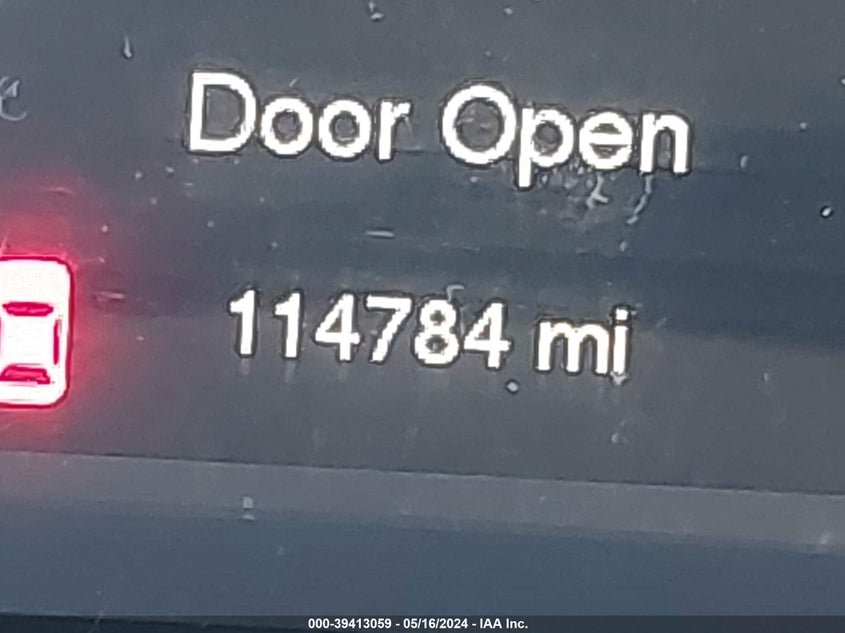 Door Open
114784 mi
000-39413059 - 05/16/2024 - IAA Inc.